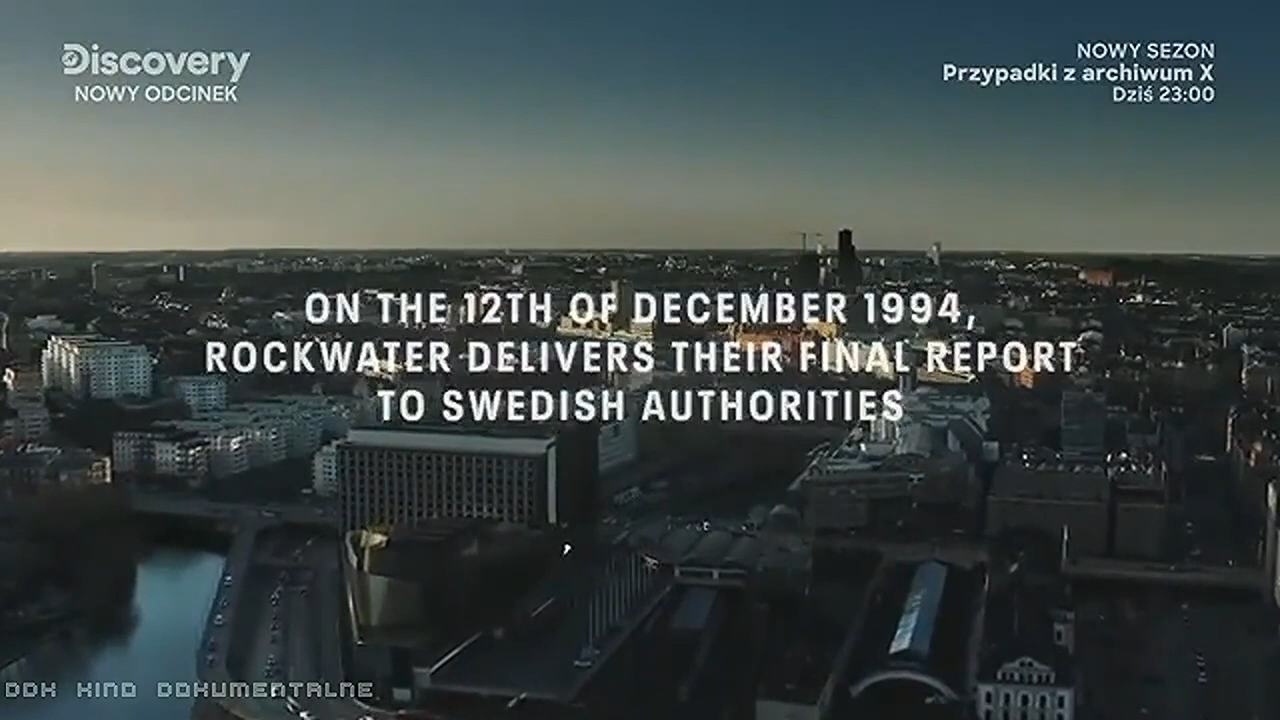 Discovery
NOWY ODCINEK
NOWY SEZON
Przypadki z archiwum X
Dziś 23:00
ON THE 12TH OF DECEMBER 1994,
ROCKWATER DELIVERS THEIR FINAL REPORT
TO SWEDISH AUTHORITIES
DOK KINO DOKUMENTALNE